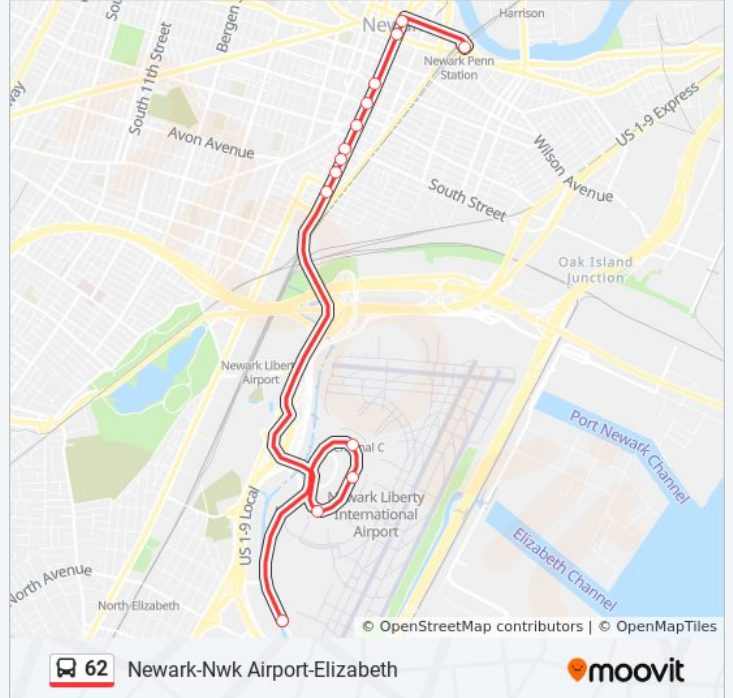 Harrison
Newark Penn
Station
South 11th Street
Bergen
US 1-9 Express
Avon Avenue
Wilson Avenue
South Street
Oak Island
Junction
Newark Libert
Airport
Port Newark Channel
nal C
Newark Liberty
International
Airport
US 1-9 Local
Elizabeth Channel
North Avenue
North Elizabeth
© OpenStreetMap contributors | © OpenMapTiles
62 Newark-Nwk Airport-Elizabeth
moovit